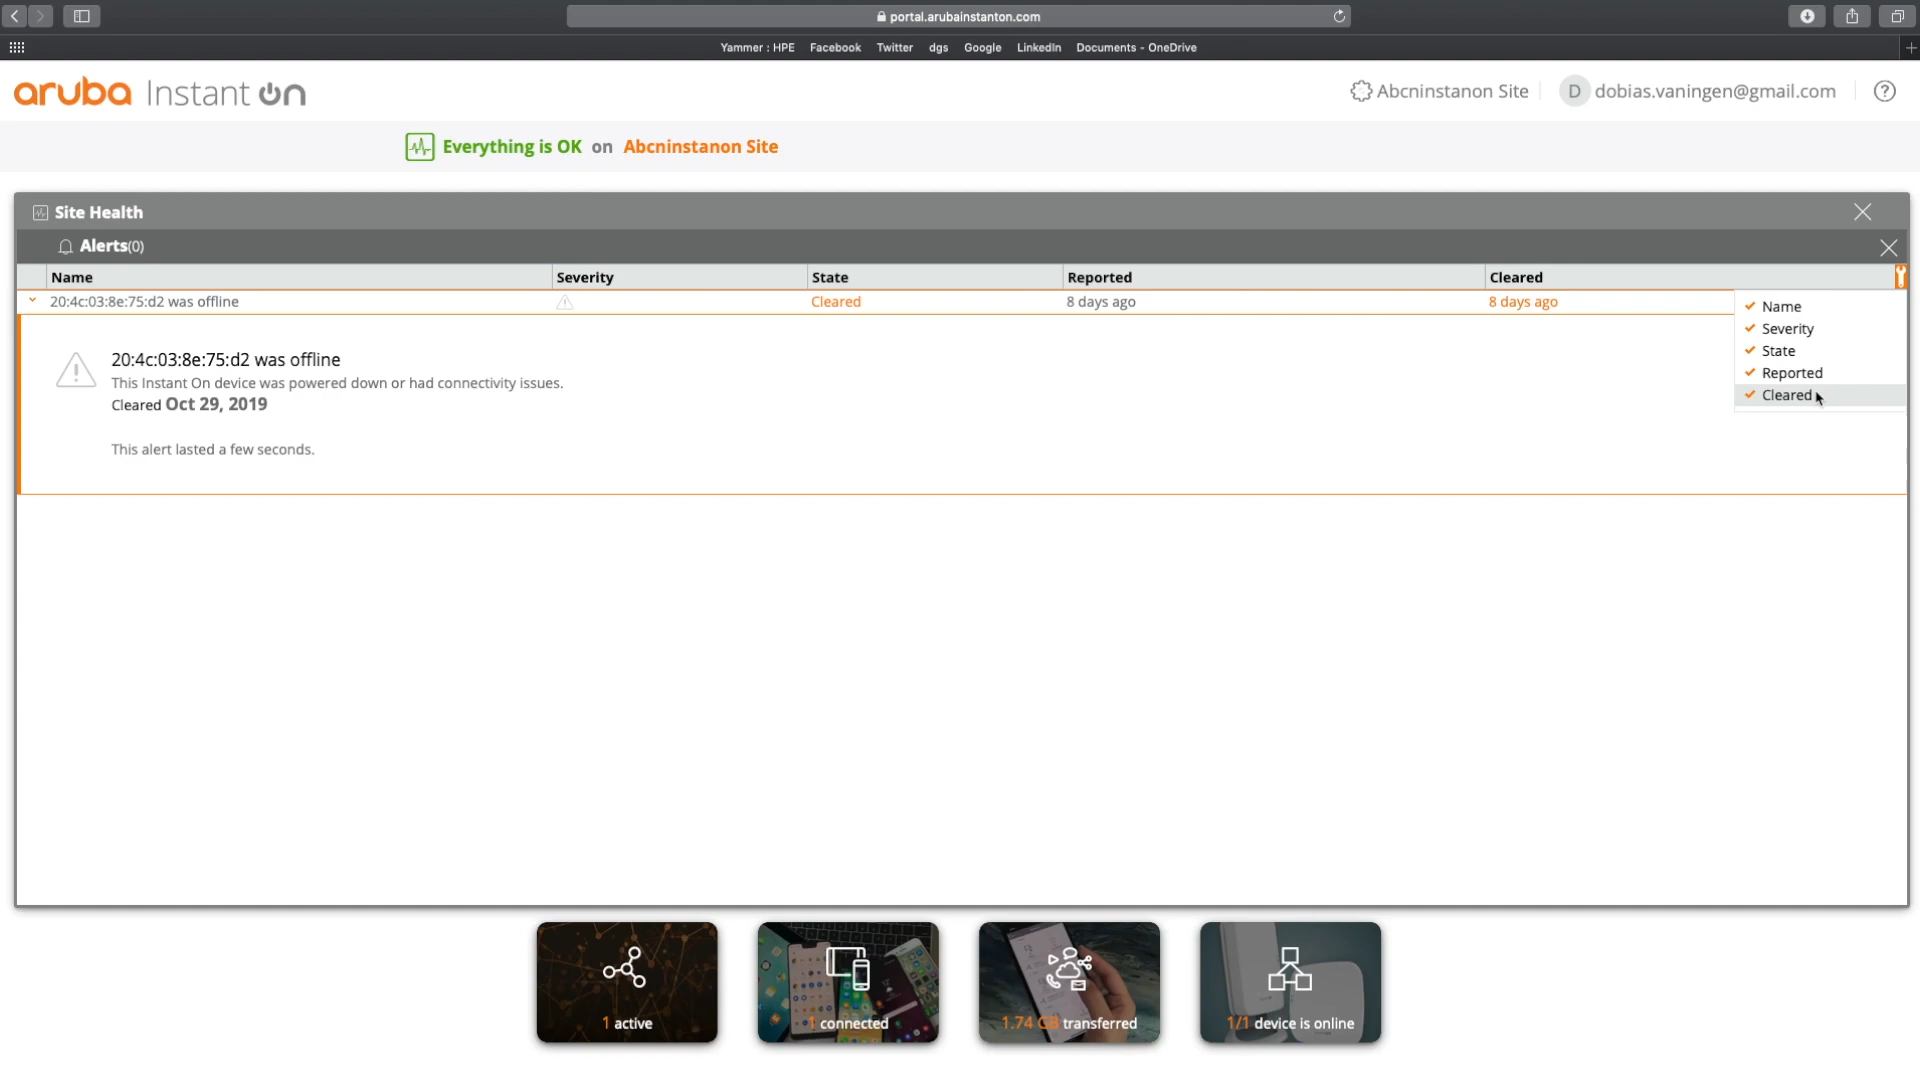 portal.arubainstanton.com
Yammer : HPE Facebook Twitter dgs Google LinkedIn Documents - OneDrive
aruba Instant On Abcninstanon Site D dobias.vaningen@gmail.com ?
Everything is OK on Abcninstanon Site
Site Health
Alerts(0)
Name Severity State Reported Cleared
20:4c:03:8e:75:d2 was offline Cleared 8 days ago 8 days ago
Name
Severity
State
Reported
Cleared
20:4c:03:8e:75:d2 was offline
This Instant On device was powered down or had connectivity issues.
Cleared Oct 29, 2019
This alert lasted a few seconds.
1 active 1 connected 1.74 GB transferred 1/1 device is online